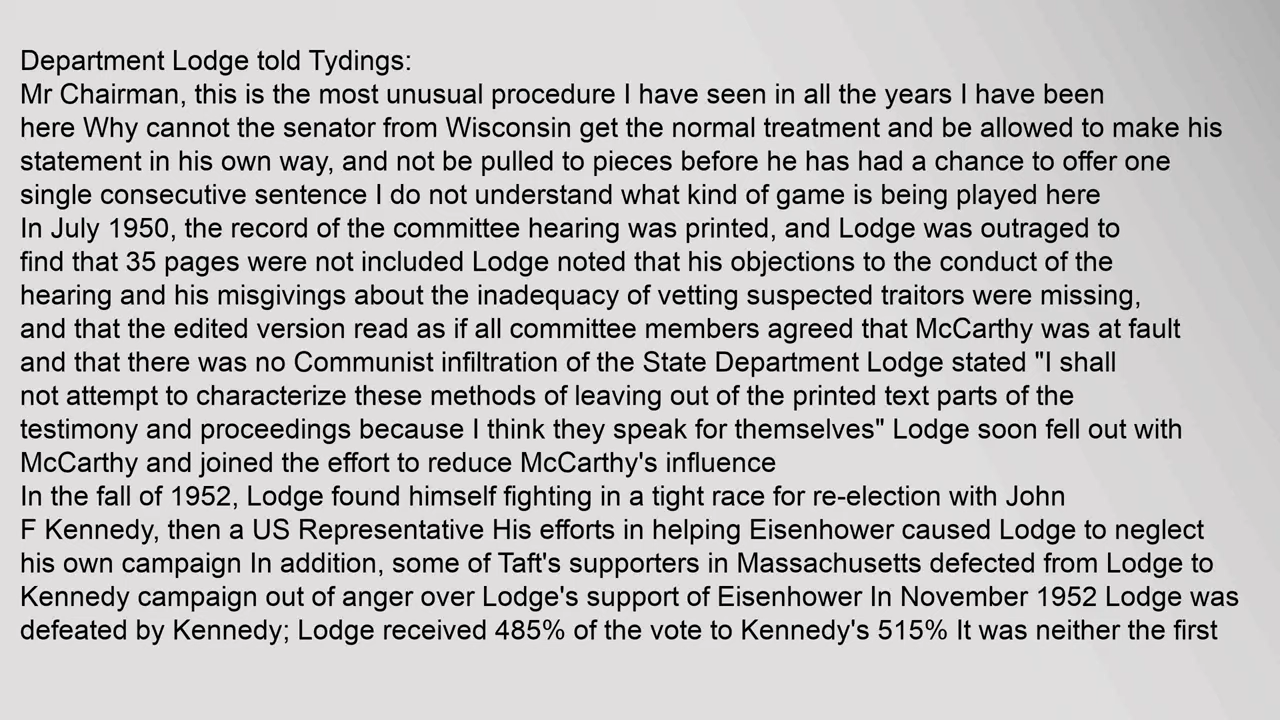 Department Lodge told Tydings:
Mr Chairman, this is the most unusual procedure I have seen in all the years I have been
here Why cannot the senator from Wisconsin get the normal treatment and be allowed to make his
statement in his own way, and not be pulled to pieces before he has had a chance to offer one
single consecutive sentence I do not understand what kind of game is being played here
In July 1950, the record of the committee hearing was printed, and Lodge was outraged to
find that 35 pages were not included Lodge noted that his objections to the conduct of the
hearing and his misgivings about the inadequacy of vetting suspected traitors were missing,
and that the edited version read as if all committee members agreed that McCarthy was at fault
and that there was no Communist infiltration of the State Department Lodge stated "I shall
not attempt to characterize these methods of leaving out of the printed text parts of the
testimony and proceedings because I think they speak for themselves" Lodge soon fell out with
McCarthy and joined the effort to reduce McCarthy's influence
In the fall of 1952, Lodge found himself fighting in a tight race for re-election with John
F Kennedy, then a US Representative His efforts in helping Eisenhower caused Lodge to neglect
his own campaign In addition, some of Taft's supporters in Massachusetts defected from Lodge to
Kennedy campaign out of anger over Lodge's support of Eisenhower In November 1952 Lodge was
defeated by Kennedy; Lodge received 485% of the vote to Kennedy's 515% It was neither the first